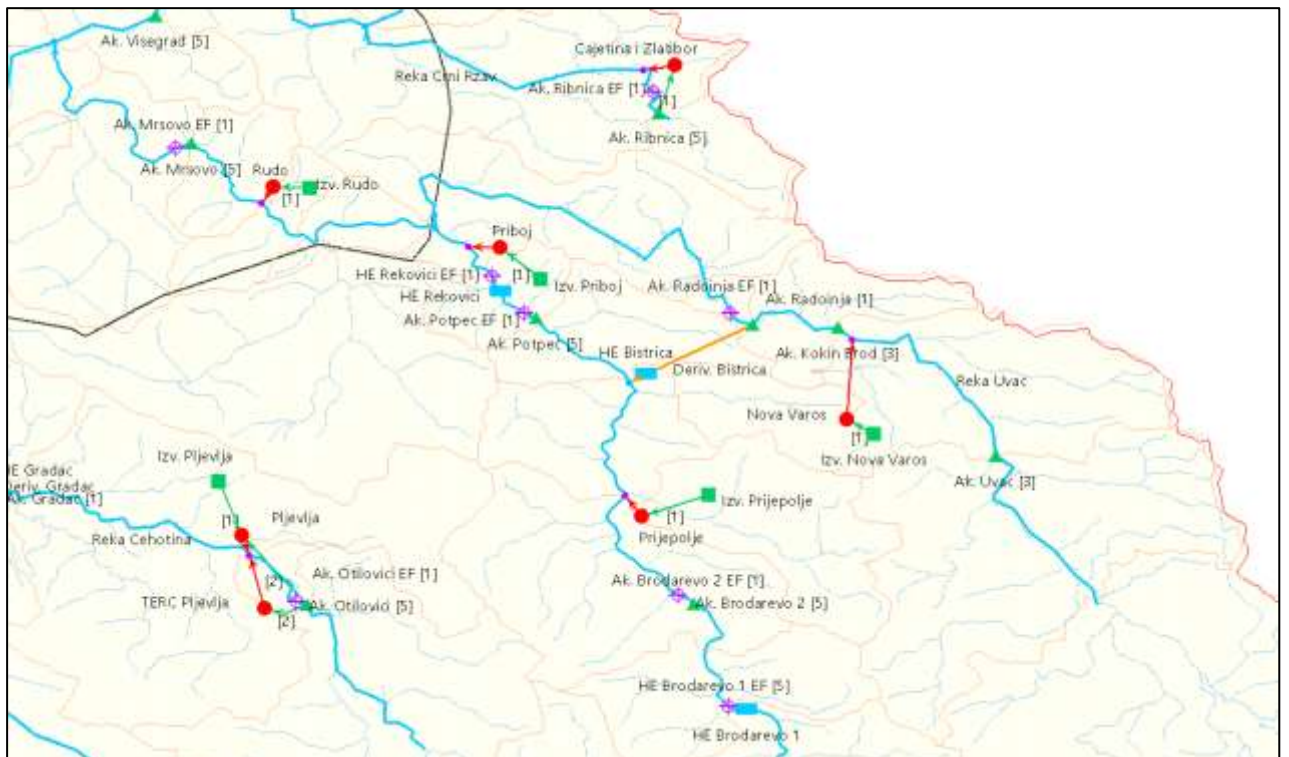 Ak. Visegrad [5]
Cajetina i Zlatibor
Reka Crni Rzav
Ak. Ribnica EF [1]
[1]
Ak. Ribnica [5]
Ak. Mrsovo EF [1]
Ak. Mrsovo [5]
Rudo
Izv. Rudo
[1]
Priboj
HE Rekovici EF [1]
[1]
Izv. Priboj
Ak. Radoinja EF [1]
HE Rekovici
Ak. Radoinja [1]
Ak. Potpec EF [1]
Ak. Potpec [5]
HE Bistrica
Ak. Kokin Brod [3]
Deriv. Bistrica
Reka Uvac
Nova Varos
[1]
Izv. Nova Varos
Izv. Pljevlja
HE Gradac
Deriv. Gradac
Ak. Gradac [1]
Ak. Uvac [3]
Izv. Prijepolje
[1]
Pljevlja
[1]
Prijepolje
Reka Cehotina
Ak. Otilovici EF [1]
[2]
Ak. Brodarevo 2 EF [1]
TERC Pljevlja
Ak. Otilovici [5]
Ak. Brodarevo 2 [5]
[2]
HE Brodarevo 1 EF [5]
HE Brodarevo 1